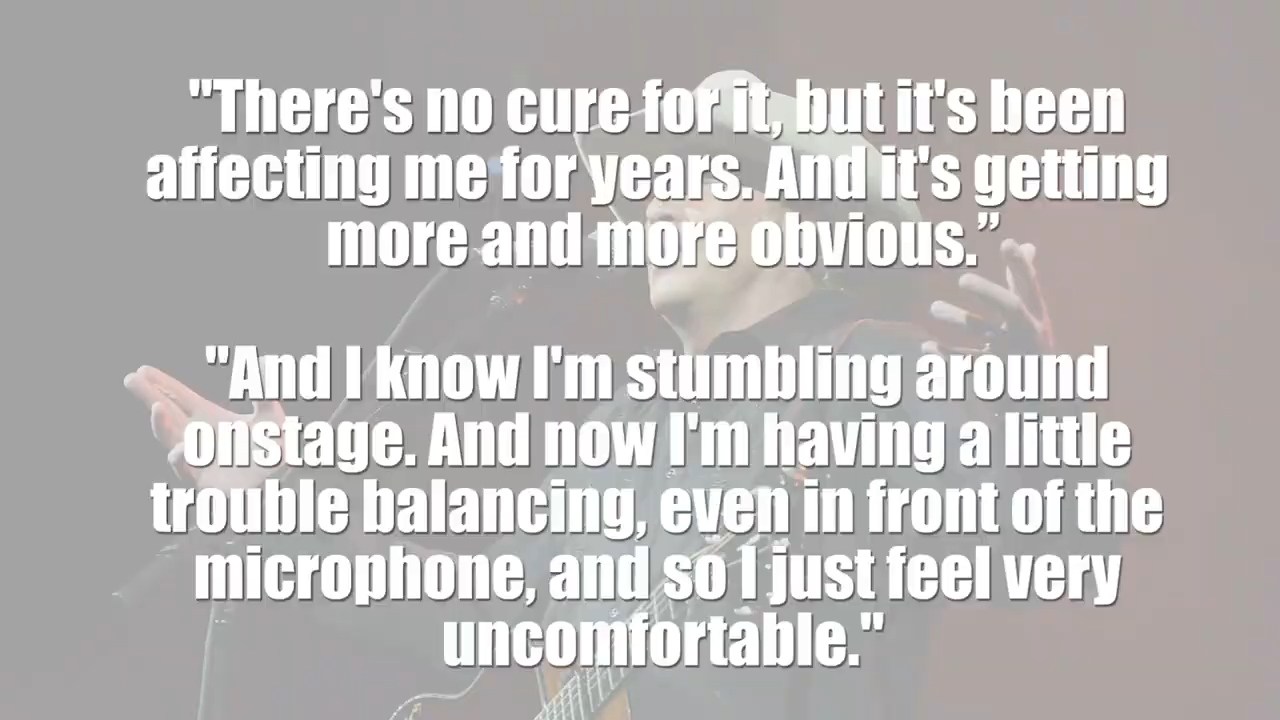 "There's no cure for it, but it's been
affecting me for years. And it's getting
more and more obvious.”
"And I know I'm stumbling around
onstage. And now I'm having a little
trouble balancing, even in front of the
microphone, and so I just feel very
uncomfortable."